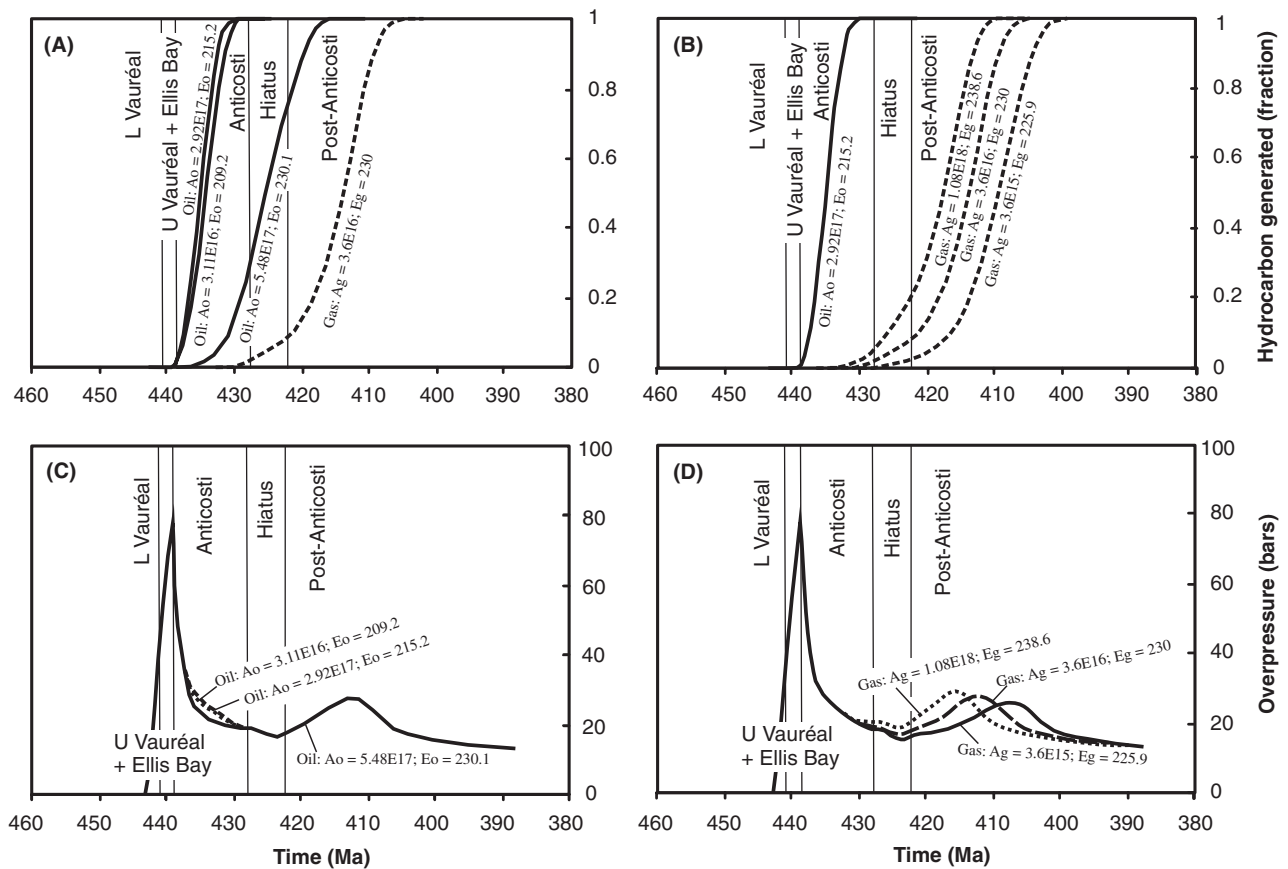 (A)
L Vauréal
U Vauréal + Ellis Bay
Oil: Ao = 2.92E17; Eo = 215.2
Oil: Ao = 3.11E16; Eo = 209.2
Anticosti
Hiatus
Oil: Ao = 5.48E17; Eo = 230.1
Post-Anticosti
Gas: Ag = 3.6E16; Eg = 230
1
0.8
0.6
0.4
0.2
0
460 450 440 430 420 410 400 390 380
(B)
L Vauréal
U Vauréal + Ellis Bay
Anticosti
Oil: Ao = 2.92E17; Eo = 215.2
Hiatus
Post-Anticosti
Gas: Ag = 1.08E18; Eg = 238.6
Gas: Ag = 3.6E16; Eg = 230
Gas: Ag = 3.6E15; Eg = 225.9
1
0.8
0.6
0.4
0.2
0
Hydrocarbon generated (fraction)
460 450 440 430 420 410 400 390 380
(C)
L Vauréal
Anticosti
Hiatus
Post-Anticosti
Oil: Ao = 3.11E16; Eo = 209.2
Oil: Ao = 2.92E17; Eo = 215.2
U Vauréal
+ Ellis Bay
Oil: Ao = 5.48E17; Eo = 230.1
100
80
60
40
20
0
460 450 440 430 420 410 400 390 380
Time (Ma)
(D)
L Vauréal
Anticosti
Hiatus
Post-Anticosti
Gas: Ag = 1.08E18; Eg = 238.6
Gas: Ag = 3.6E16; Eg = 230
U Vauréal
+ Ellis Bay
Gas: Ag = 3.6E15; Eg = 225.9
100
80
60
40
20
0
Overpressure (bars)
460 450 440 430 420 410 400 390 380
Time (Ma)